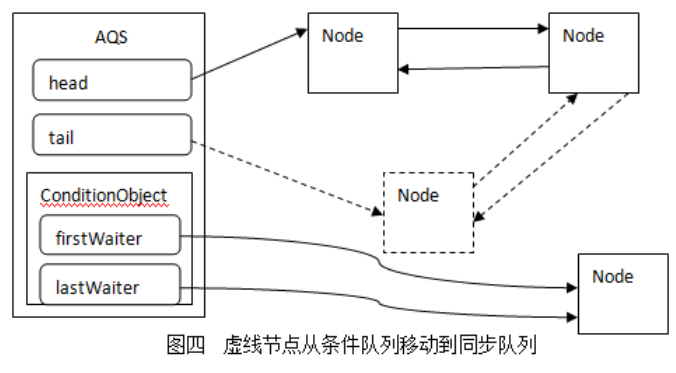 AQS
head
tail
ConditionObject
firstWaiter
lastWaiter
Node
Node
Node
Node
图四 虚线节点从条件队列移动到同步队列